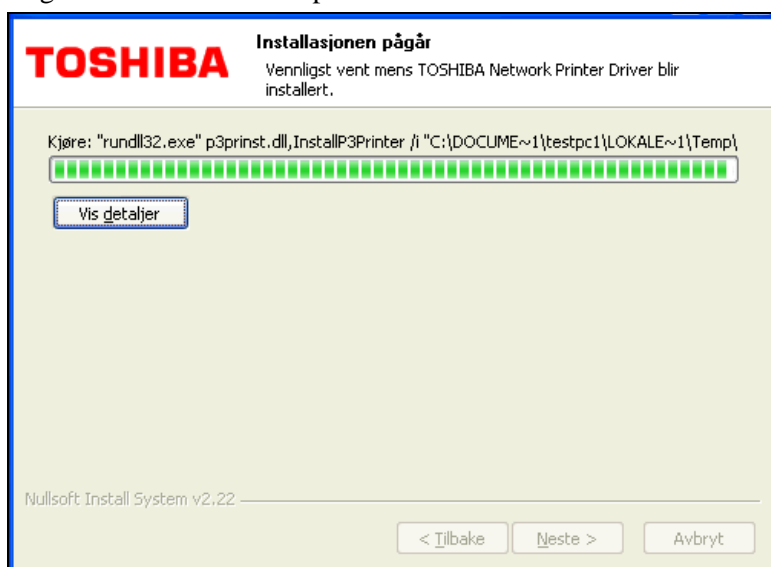 TOSHIBA
Installasjonen pågår
Vennligst vent mens TOSHIBA Network Printer Driver blir
installert.
Kjøre: "rundll32.exe" p3prinst.dll,InstallP3Printer /i "C:\DOCUME~1\testpc1\LOKALE~1\Temp\
Vis detaljer
Nullsoft Install System v2.22
< Tilbake
Neste >
Avbryt